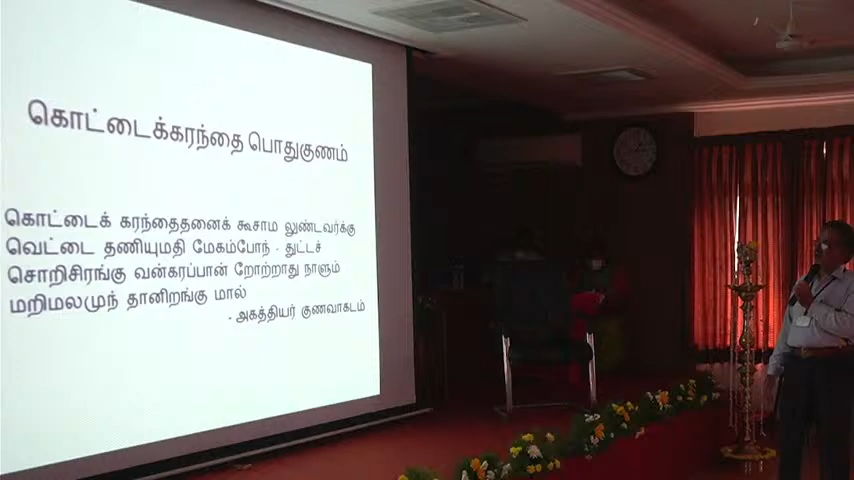 கொட்டைக்கரந்தை பொதுகுணம்
கொட்டைக் கரந்தைதனைக் கூசாம லுண்டவர்க்கு
வெட்டை தணியுமதி மேகம்போந் - துட்டச்
சொறிசிரங்கு வன்கரப்பான் றோற்றாது நாளும்
மறிமலமுந் தானிறங்கு மால்
- அகத்தியர் குணவாகடம்